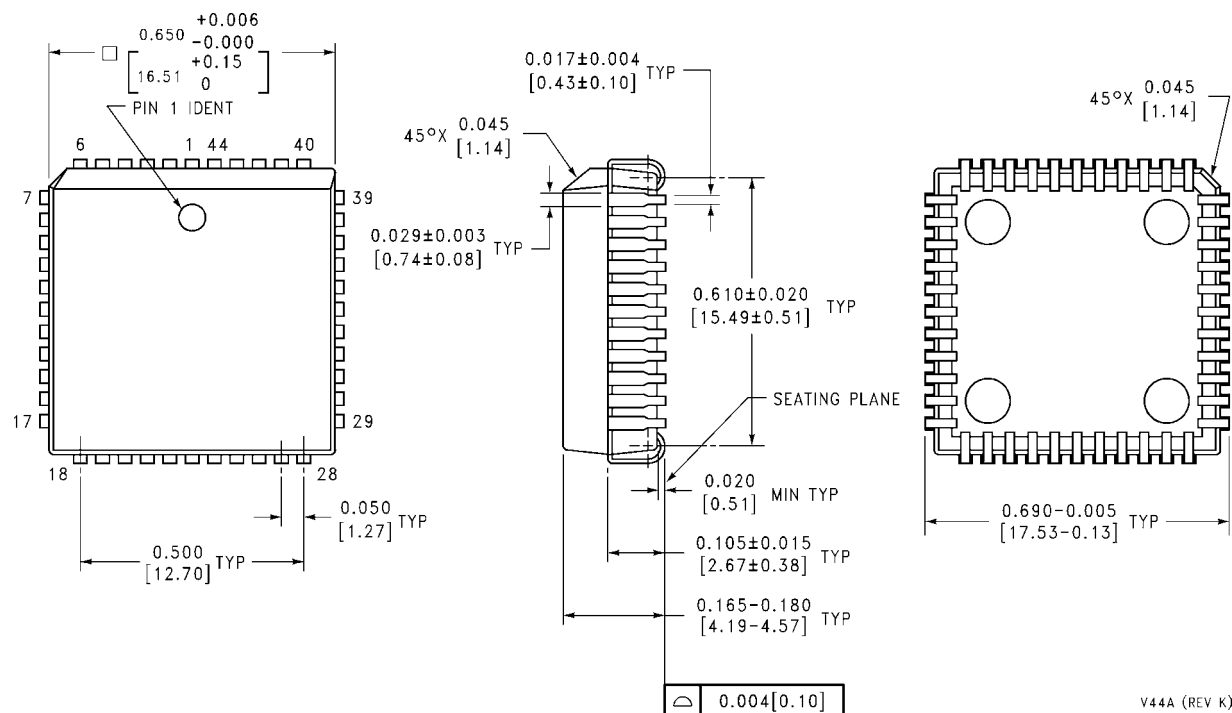 +0.006
0.650 -0.000
+0.15
[16.51 0]
PIN 1 IDENT
6 1 44 40
7 39
17 29
18 28
0.050
[1.27] TYP
0.500
[12.70] TYP
0.017±0.004
[0.43±0.10] TYP
45°X 0.045
[1.14]
0.029±0.003
[0.74±0.08] TYP
0.610±0.020
[15.49±0.51] TYP
SEATING PLANE
0.020
[0.51] MIN TYP
0.105±0.015
[2.67±0.38] TYP
0.165-0.180
[4.19-4.57] TYP
0.004[0.10]
45°X 0.045
[1.14]
0.690-0.005
[17.53-0.13] TYP
V44A (REV K)